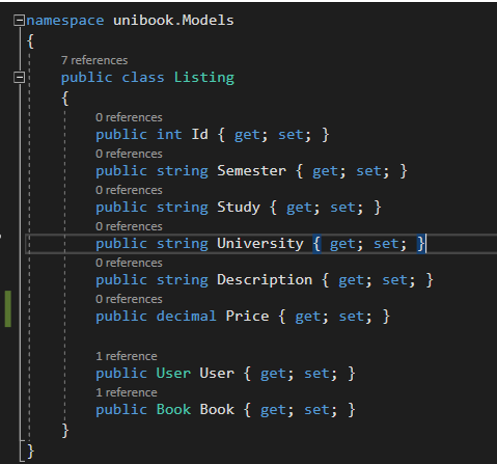 namespace unibook.Models
{
7 references
public class Listing
{
0 references
public int Id { get; set; }
0 references
public string Semester { get; set; }
0 references
public string Study { get; set; }
0 references
public string University { get; set; }
0 references
public string Description { get; set; }
0 references
public decimal Price { get; set; }
1 reference
public User User { get; set; }
1 reference
public Book Book { get; set; }
}
}